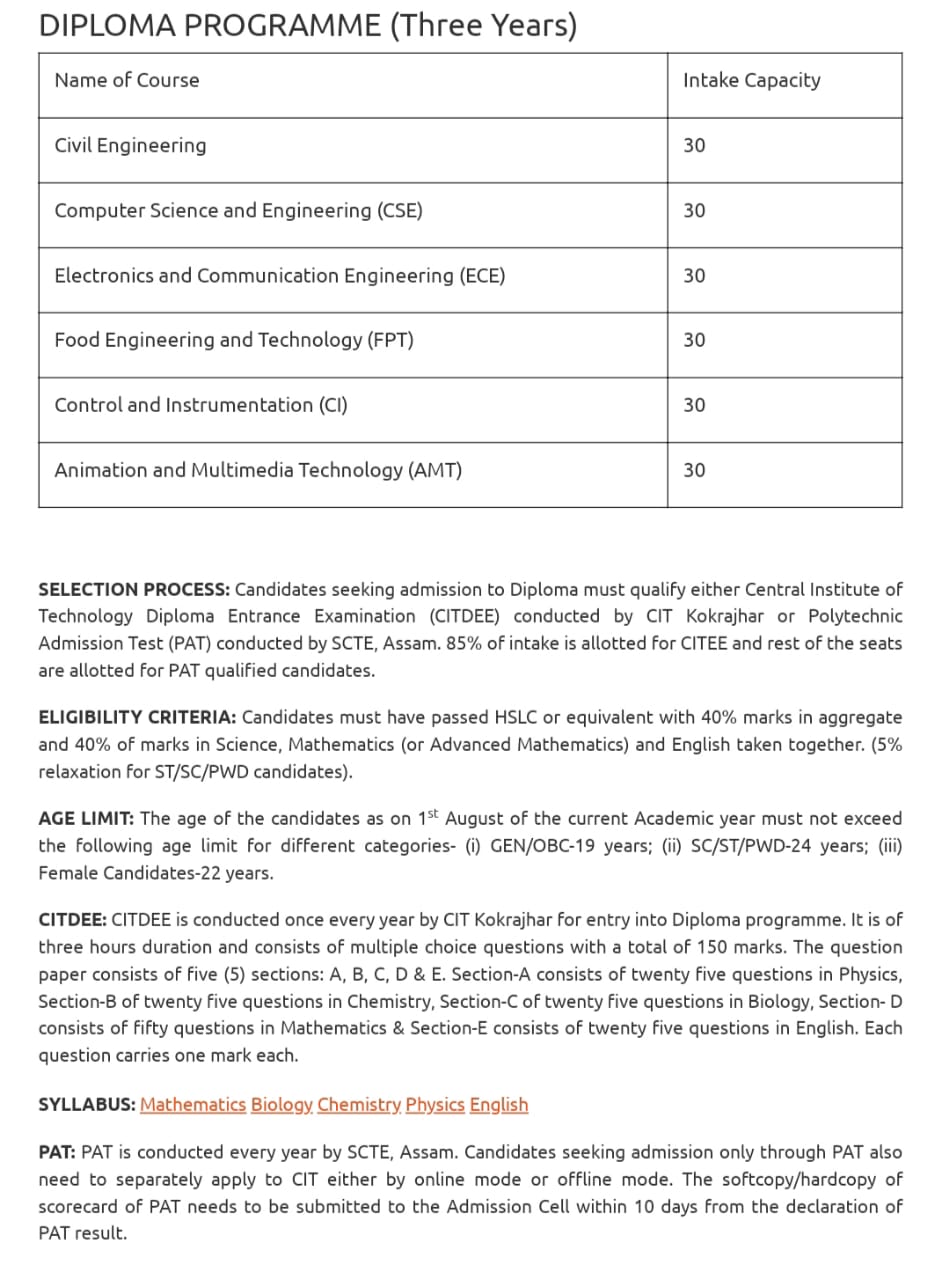 DIPLOMA PROGRAMME (Three Years)
Name of Course Intake Capacity
Civil Engineering 30
Computer Science and Engineering (CSE) 30
Electronics and Communication Engineering (ECE) 30
Food Engineering and Technology (FPT) 30
Control and Instrumentation (CI) 30
Animation and Multimedia Technology (AMT) 30
SELECTION PROCESS: Candidates seeking admission to Diploma must qualify either Central Institute of
Technology Diploma Entrance Examination (CITDEE) conducted by CIT Kokrajhar or Polytechnic
Admission Test (PAT) conducted by SCTE, Assam. 85% of intake is allotted for CITEE and rest of the seats
are allotted for PAT qualified candidates.
ELIGIBILITY CRITERIA: Candidates must have passed HSLC or equivalent with 40% marks in aggregate
and 40% of marks in Science, Mathematics (or Advanced Mathematics) and English taken together. (5%
relaxation for ST/SC/PWD candidates).
AGE LIMIT: The age of the candidates as on 1st August of the current Academic year must not exceed
the following age limit for different categories- (i) GEN/OBC-19 years; (ii) SC/ST/PWD-24 years; (iii)
Female Candidates-22 years.
CITDEE: CITDEE is conducted once every year by CIT Kokrajhar for entry into Diploma programme. It is of
three hours duration and consists of multiple choice questions with a total of 150 marks. The question
paper consists of five (5) sections: A, B, C, D & E. Section-A consists of twenty five questions in Physics,
Section-B of twenty five questions in Chemistry, Section-C of twenty five questions in Biology, Section- D
consists of fifty questions in Mathematics & Section-E consists of twenty five questions in English. Each
question carries one mark each.
SYLLABUS: Mathematics Biology Chemistry Physics English
PAT: PAT is conducted every year by SCTE, Assam. Candidates seeking admission only through PAT also
need to separately apply to CIT either by online mode or offline mode. The softcopy/hardcopy of
scorecard of PAT needs to be submitted to the Admission Cell within 10 days from the declaration of
PAT result.